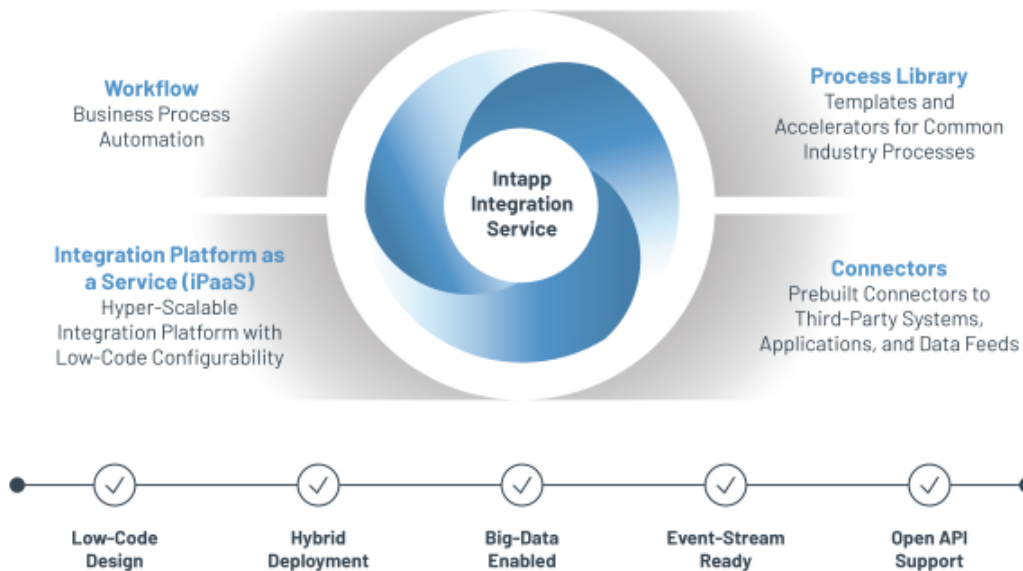 Workflow
Business Process
Automation
Process Library
Templates and
Accelerators for Common
Industry Processes
Intapp
Integration
Service
Integration Platform as
a Service (iPaaS)
Hyper-Scalable
Integration Platform with
Low-Code Configurability
Connectors
Prebuilt Connectors to
Third-Party Systems,
Applications, and Data Feeds
Low-Code
Design
Hybrid
Deployment
Big-Data
Enabled
Event-Stream
Ready
Open API
Support